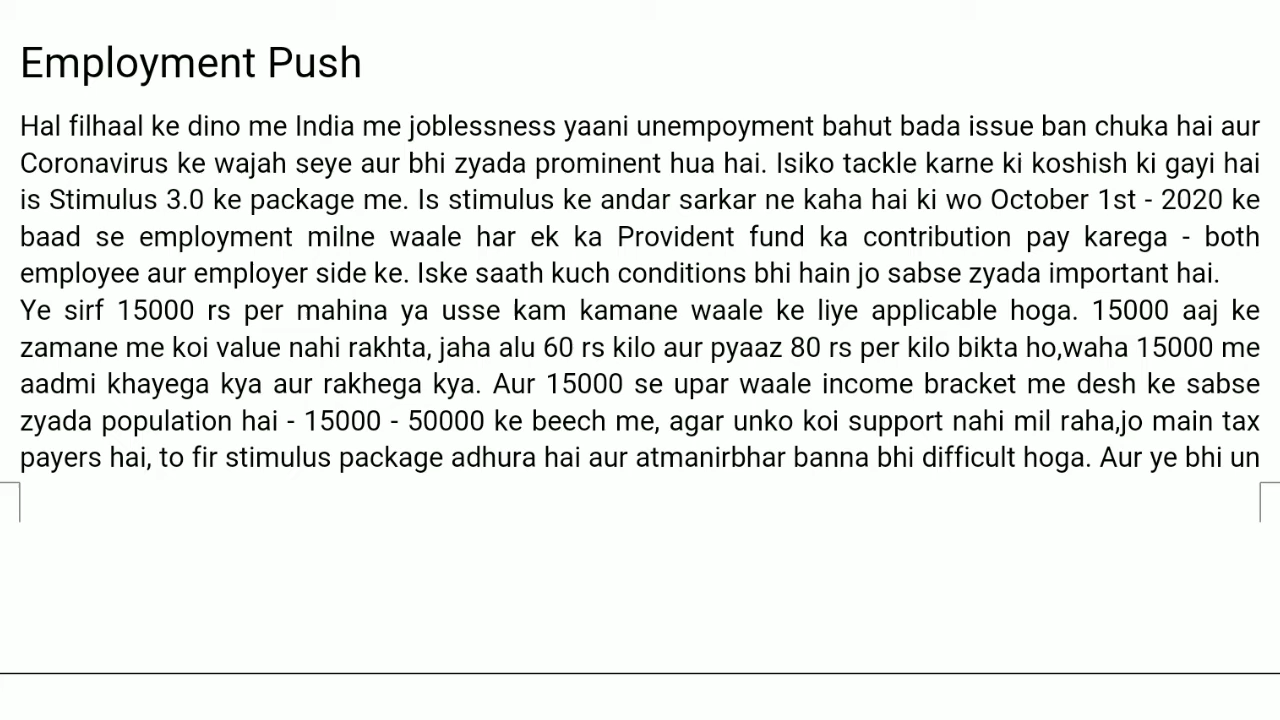 Employment Push
Hal filhaal ke dino me India me joblessness yaani unempoyment bahut bada issue ban chuka hai aur
Coronavirus ke wajah seye aur bhi zyada prominent hua hai. Isiko tackle karne ki koshish ki gayi hai
is Stimulus 3.0 ke package me. Is stimulus ke andar sarkar ne kaha hai ki wo October 1st - 2020 ke
baad se employment milne waale har ek ka Provident fund ka contribution pay karega - both
employee aur employer side ke. Iske saath kuch conditions bhi hain jo sabse zyada important hai.
Ye sirf 15000 rs per mahina ya usse kam kamane waale ke liye applicable hoga. 15000 aaj ke
zamane me koi value nahi rakhta, jaha alu 60 rs kilo aur pyaaz 80 rs per kilo bikta ho,waha 15000 me
aadmi khayega kya aur rakhega kya. Aur 15000 se upar waale income bracket me desh ke sabse
zyada population hai - 15000 - 50000 ke beech me, agar unko koi support nahi mil raha,jo main tax
payers hai, to fir stimulus package adhura hai aur atmanirbhar banna bhi difficult hoga. Aur ye bhi un